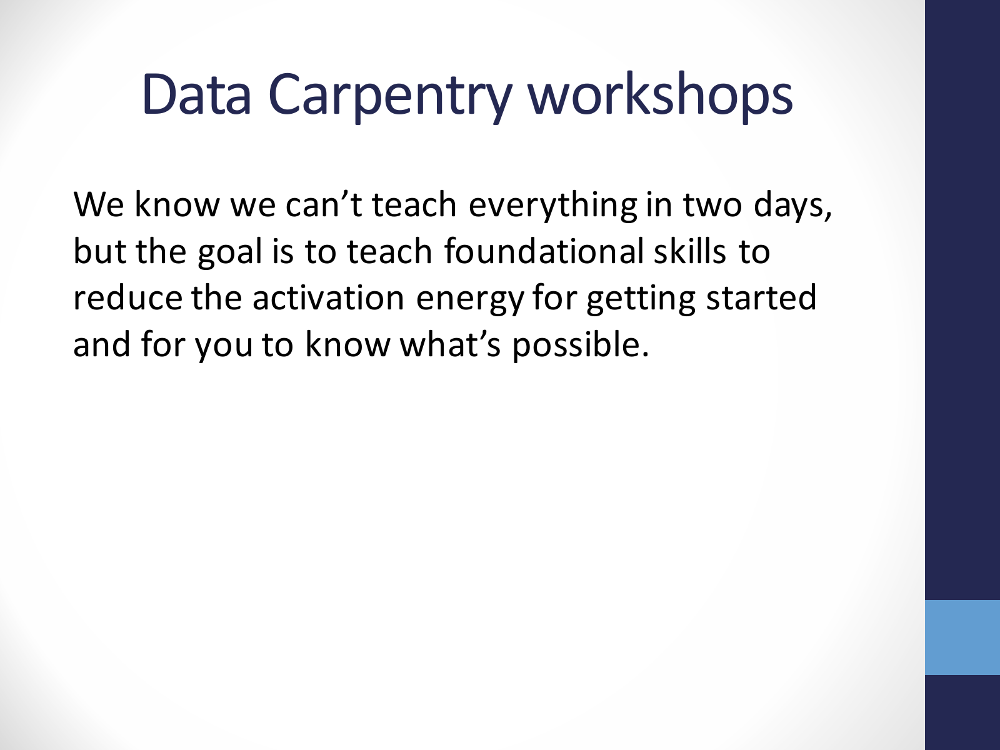 Data Carpentry workshops
We know we can’t teach everything in two days,
but the goal is to teach foundational skills to
reduce the activation energy for getting started
and for you to know what’s possible.